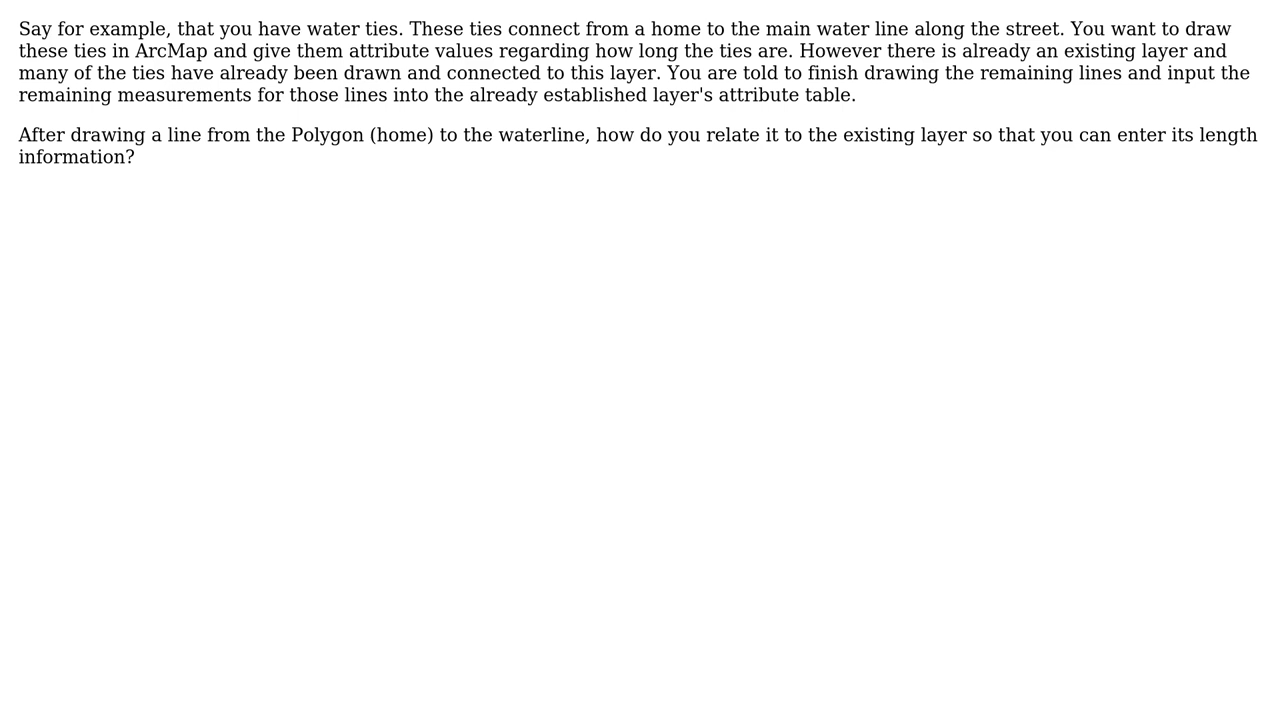 Say for example, that you have water ties. These ties connect from a home to the main water line along the street. You want to draw
these ties in ArcMap and give them attribute values regarding how long the ties are. However there is already an existing layer and
many of the ties have already been drawn and connected to this layer. You are told to finish drawing the remaining lines and input the
remaining measurements for those lines into the already established layer's attribute table.
After drawing a line from the Polygon (home) to the waterline, how do you relate it to the existing layer so that you can enter its length
information?